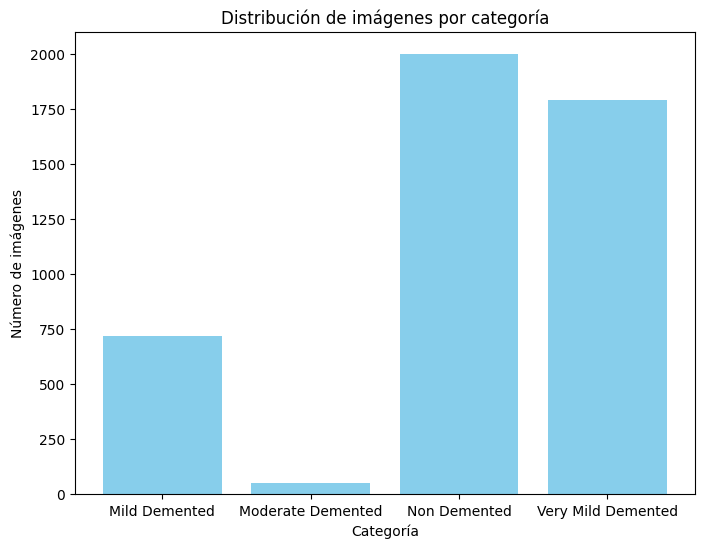 Distribución de imágenes por categoría
Número de imágenes
2000
1750
1500
1250
1000
750
500
250
0
Mild Demented Moderate Demented Non Demented Very Mild Demented
Categoría